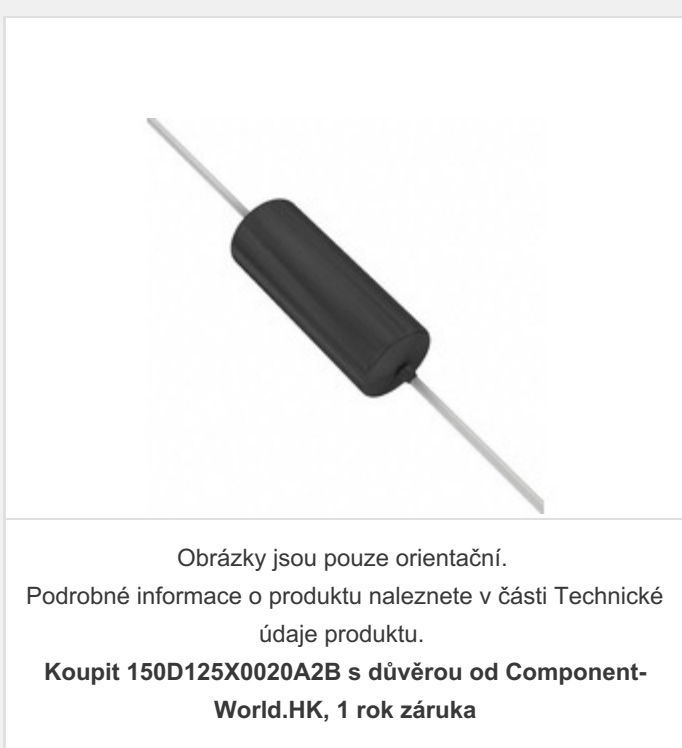 Obrázky jsou pouze orientační.
Podrobné informace o produktu naleznete v části Technické
údaje produktu.
Koupit 150D125X0020A2B s důvěrou od Component-
World.HK, 1 rok záruka